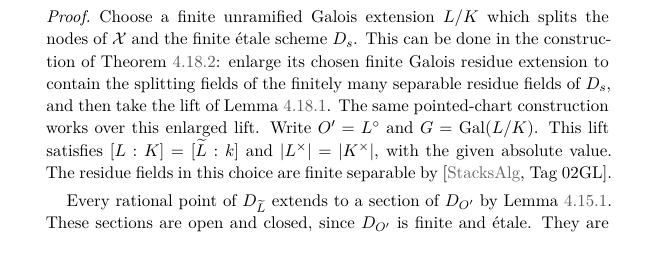 Proof. Choose a finite unramified Galois extension L/K which splits the
nodes of 𝒳 and the finite étale scheme Dₛ. This can be done in the construc-
tion of Theorem 4.18.2: enlarge its chosen finite Galois residue extension to
contain the splitting fields of the finitely many separable residue fields of Dₛ,
and then take the lift of Lemma 4.18.1. The same pointed-chart construction
works over this enlarged lift. Write O′ = L° and G = Gal(L/K). This lift
satisfies [L : K] = [L̃ : k] and |L×| = |K×|, with the given absolute value.
The residue fields in this choice are finite separable by [StacksAlg, Tag 02GL].
Every rational point of D_L̃ extends to a section of D_O′ by Lemma 4.15.1.
These sections are open and closed, since D_O′ is finite and étale. They are